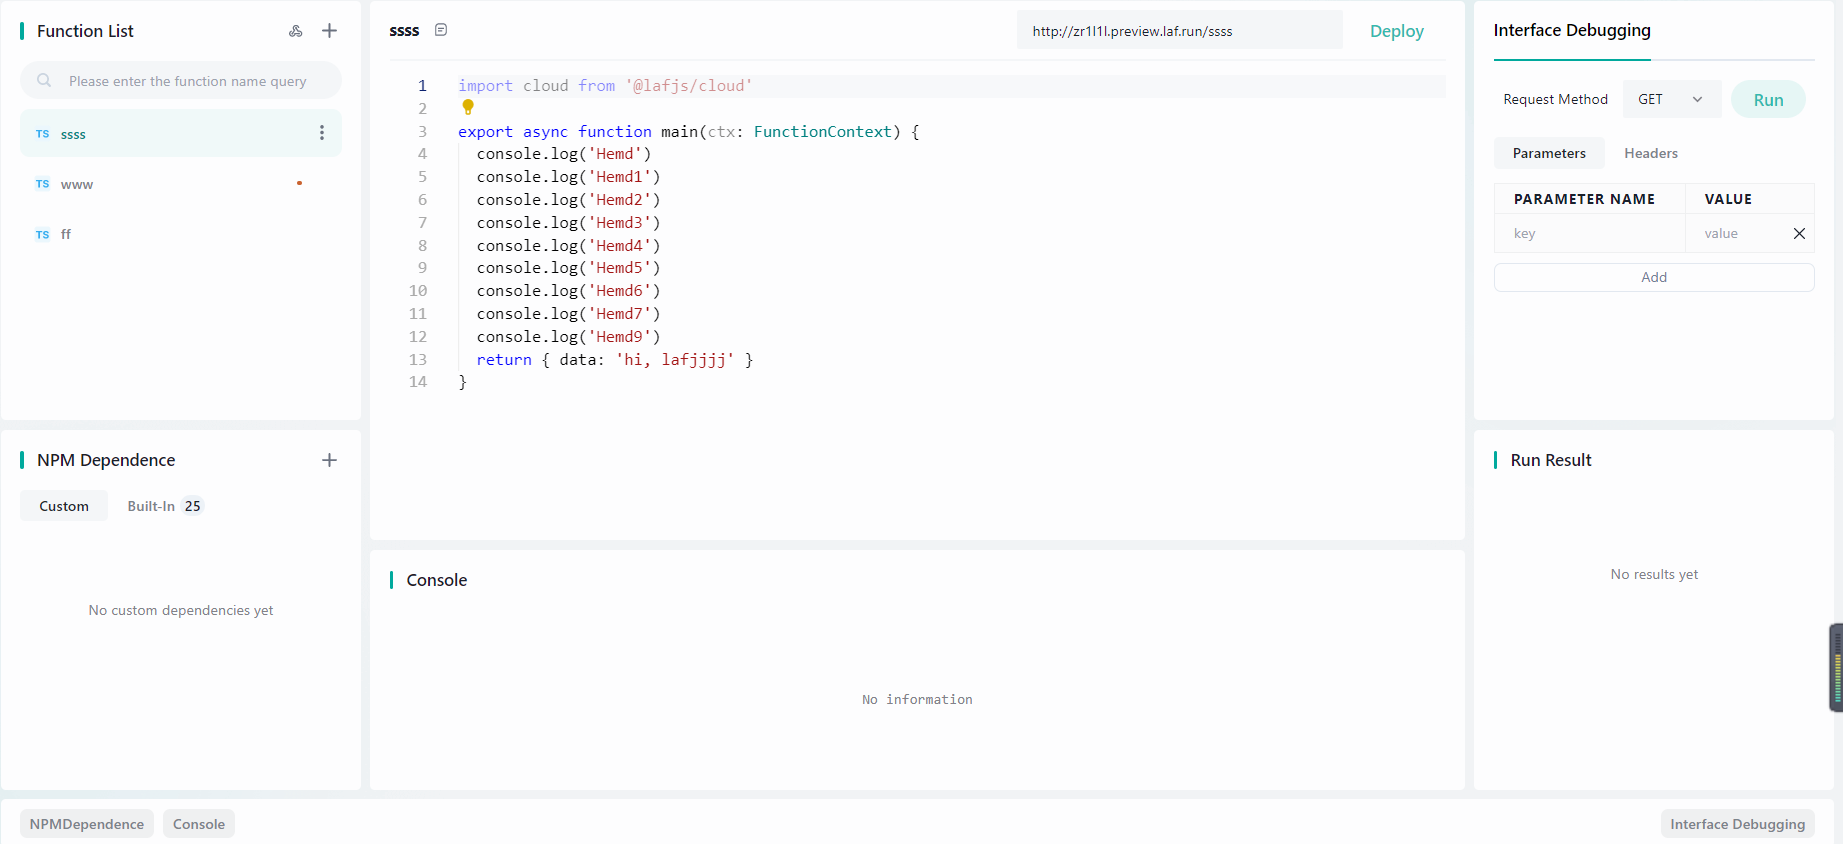 Function List
Please enter the function name query
TS ssss
TS www
TS ff
NPM Dependence
Custom
Built-In 25
No custom dependencies yet
ssss
http://zr1l1l.preview.laf.run/ssss
Deploy
1 import cloud from '@lafjs/cloud'
2
3 export async function main(ctx: FunctionContext) {
4 console.log('Hemd')
5 console.log('Hemd1')
6 console.log('Hemd2')
7 console.log('Hemd3')
8 console.log('Hemd4')
9 console.log('Hemd5')
10 console.log('Hemd6')
11 console.log('Hemd7')
12 console.log('Hemd9')
13 return { data: 'hi, lafjjjj' }
14 }
Console
No information
Interface Debugging
Request Method GET Run
Parameters Headers
PARAMETER NAME VALUE
key value
Add
Run Result
No results yet
NPMDependence
Console
Interface Debugging